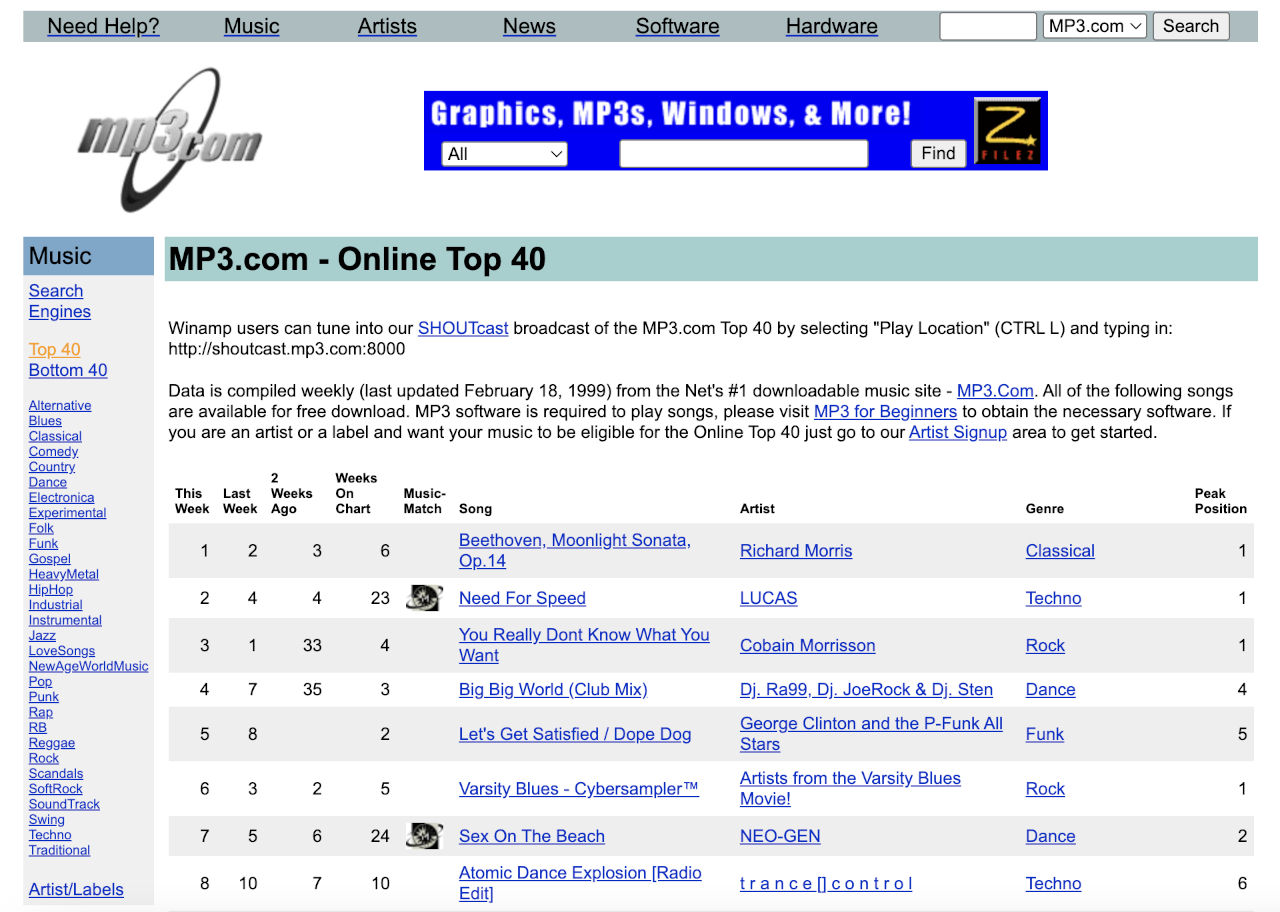 Need Help? Music Artists News Software Hardware MP3.com Search
mp3.com
Graphics, MP3s, Windows, & More!
All Find
Z
FILEZ
Music
MP3.com - Online Top 40
Search
Engines
Top 40
Bottom 40
Alternative
Blues
Classical
Comedy
Country
Dance
Electronica
Experimental
Folk
Funk
Gospel
HeavyMetal
HipHop
Industrial
Instrumental
Jazz
LoveSongs
NewAgeWorldMusic
Pop
Punk
Rap
RB
Reggae
Rock
Scandals
SoftRock
SoundTrack
Swing
Techno
Traditional
Artist/Labels
Winamp users can tune into our SHOUTcast broadcast of the MP3.com Top 40 by selecting "Play Location" (CTRL L) and typing in:
http://shoutcast.mp3.com:8000
Data is compiled weekly (last updated February 18, 1999) from the Net's #1 downloadable music site - MP3.Com. All of the following songs
are available for free download. MP3 software is required to play songs, please visit MP3 for Beginners to obtain the necessary software. If
you are an artist or a label and want your music to be eligible for the Online Top 40 just go to our Artist Signup area to get started.
2 Weeks
This Last Weeks On Music- Peak
Week Week Ago Chart Match Song Artist Genre Position
Beethoven, Moonlight Sonata,
1 2 3 6 Richard Morris Classical 1
Op.14
2 4 4 23 Need For Speed LUCAS Techno 1
You Really Dont Know What You
3 1 33 4 Cobain Morrisson Rock 1
Want
4 7 35 3 Big Big World (Club Mix) Dj. Ra99, Dj. JoeRock & Dj. Sten Dance 4
George Clinton and the P-Funk All
5 8 2 Let's Get Satisfied / Dope Dog Funk 5
Stars
Artists from the Varsity Blues
6 3 2 5 Varsity Blues - Cybersampler™ Rock 1
Movie!
7 5 6 24 Sex On The Beach NEO-GEN Dance 2
Atomic Dance Explosion [Radio
8 10 7 10 t r a n c e [] c o n t r o l Techno 6
Edit]